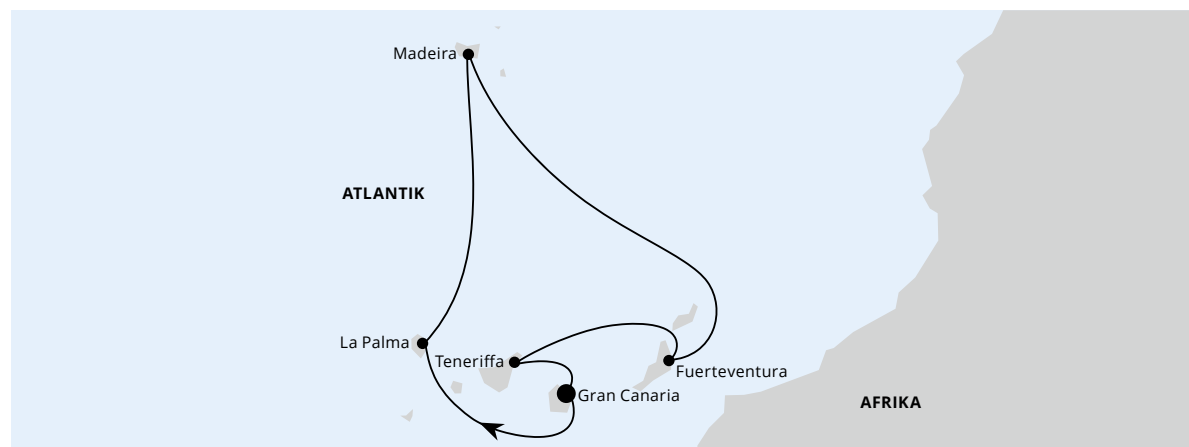 Madeira
ATLANTIK
La Palma
Teneriffa
Fuerteventura
Gran Canaria
AFRIKA